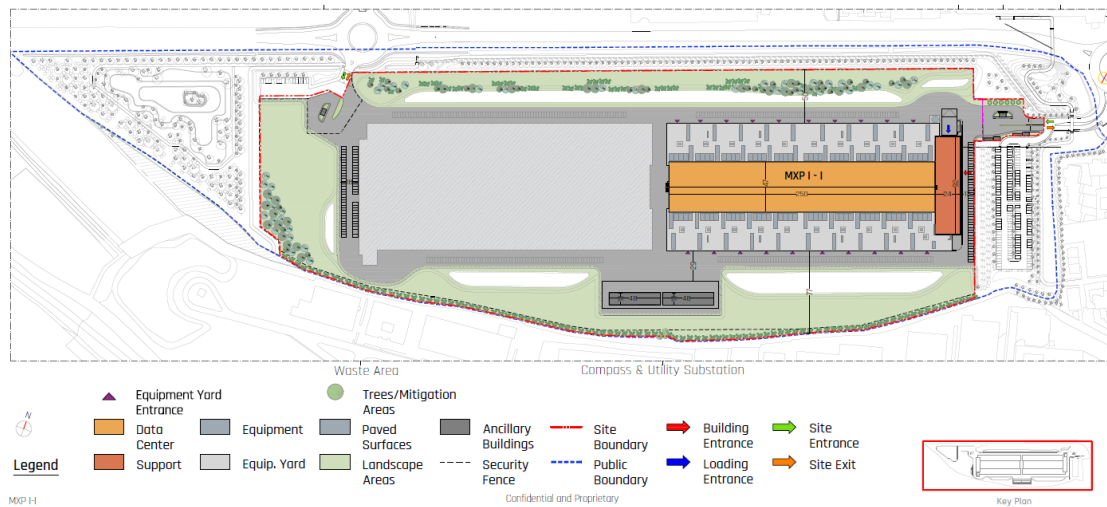 MXP I - I
250
24
Waste Area
Compass & Utility Substation
Equipment Yard
Entrance
Trees/Mitigation
Areas
N
Data
Center
Equipment
Paved
Surfaces
Ancillary
Buildings
Site
Boundary
Building
Entrance
Site
Entrance
Legend
Support
Equip. Yard
Landscape
Areas
Security
Fence
Public
Boundary
Loading
Entrance
Site Exit
MXP I-I
Confidential and Proprietary
Key Plan